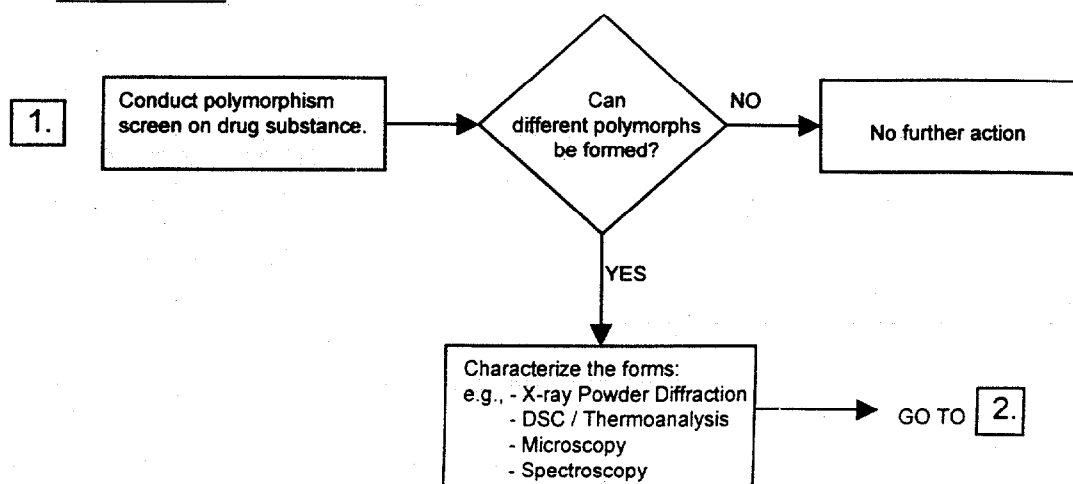 1.
Conduct polymorphism
screen on drug substance.
Can
different polymorphs
be formed?
NO
No further action
YES
Characterize the forms:
e.g., - X-ray Powder Diffraction
- DSC / Thermoanalysis
- Microscopy
- Spectroscopy
GO TO 2.